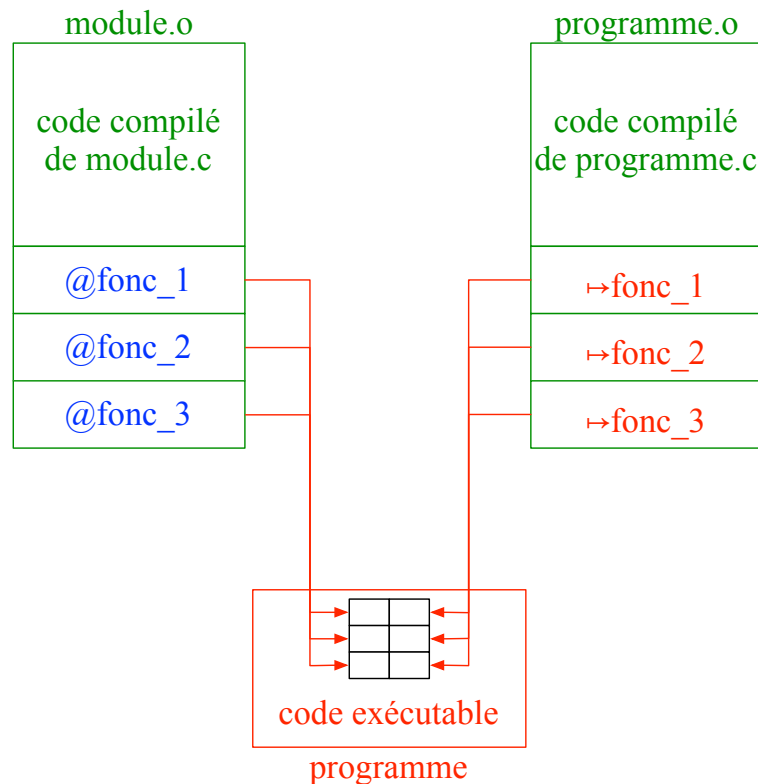 module.o
code compilé
de module.c
@fonc_1
@fonc_2
@fonc_3
programme.o
code compilé
de programme.c
↦fonc_1
↦fonc_2
↦fonc_3
code exécutable
programme